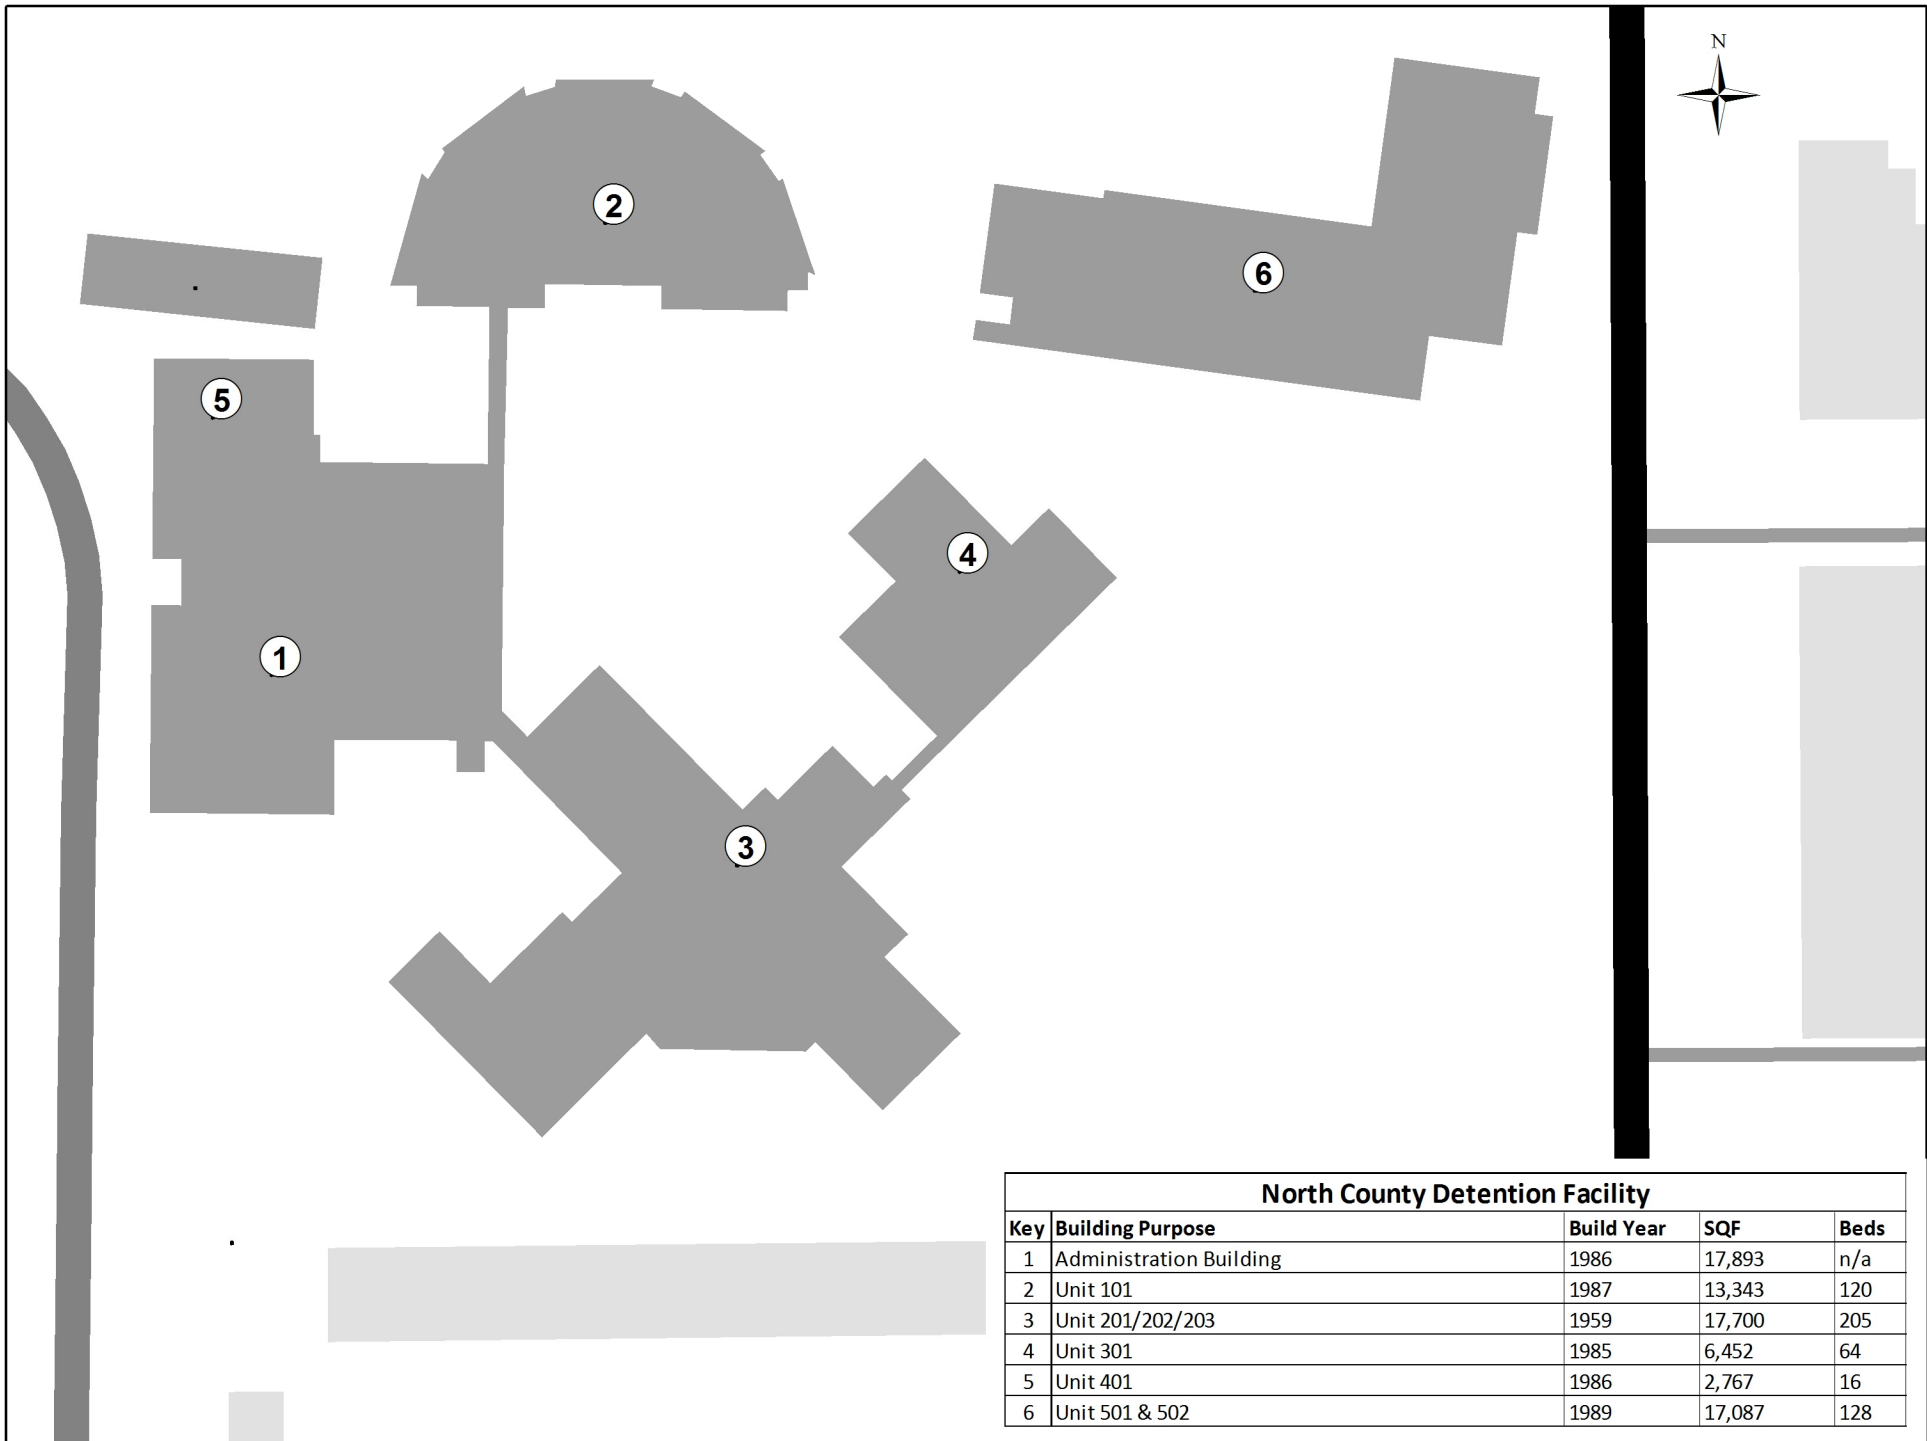 N
2
6
5
4
1
3
North County Detention Facility
Key Building Purpose Build Year SQF Beds
1 Administration Building 1986 17,893 n/a
2 Unit 101 1987 13,343 120
3 Unit 201/202/203 1959 17,700 205
4 Unit 301 1985 6,452 64
5 Unit 401 1986 2,767 16
6 Unit 501 & 502 1989 17,087 128